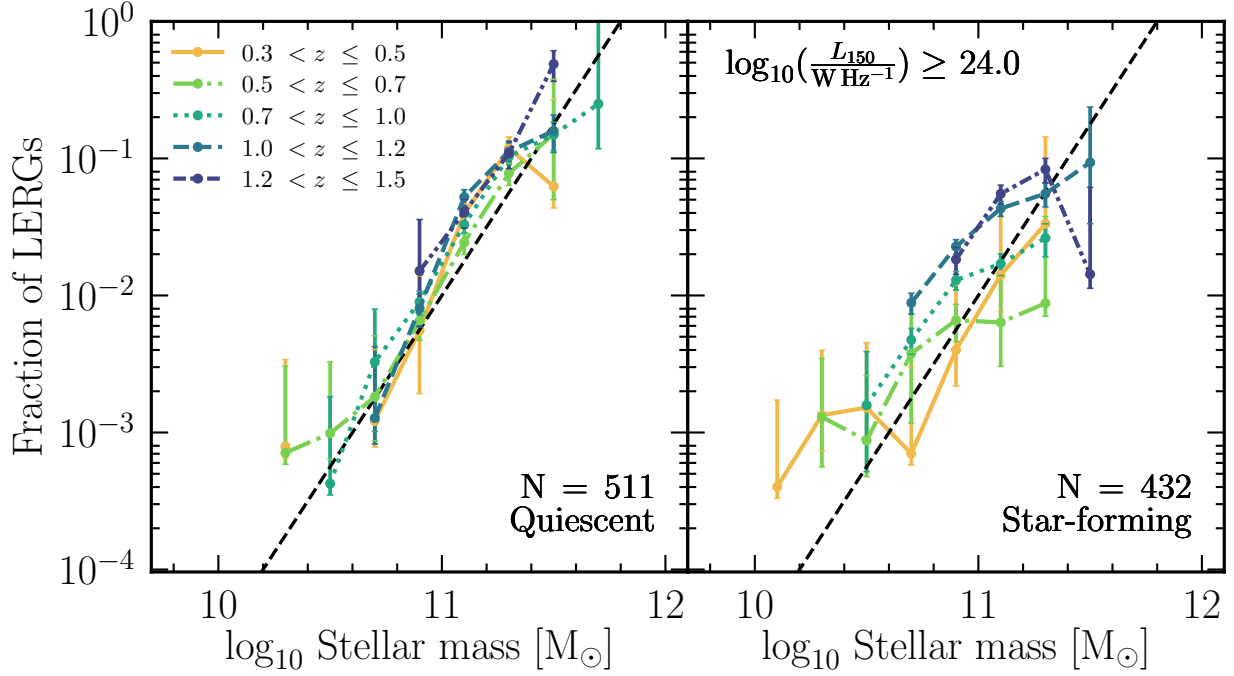 Fraction of LERGs
10⁰
10⁻¹
10⁻²
10⁻³
10⁻⁴
0.3 < z ≤ 0.5
0.5 < z ≤ 0.7
0.7 < z ≤ 1.0
1.0 < z ≤ 1.2
1.2 < z ≤ 1.5
N = 511
Quiescent
10 11 12
log₁₀ Stellar mass [M☉]
log₁₀(L₁₅₀/W Hz⁻¹) ≥ 24.0
N = 432
Star-forming
10 11 12
log₁₀ Stellar mass [M☉]